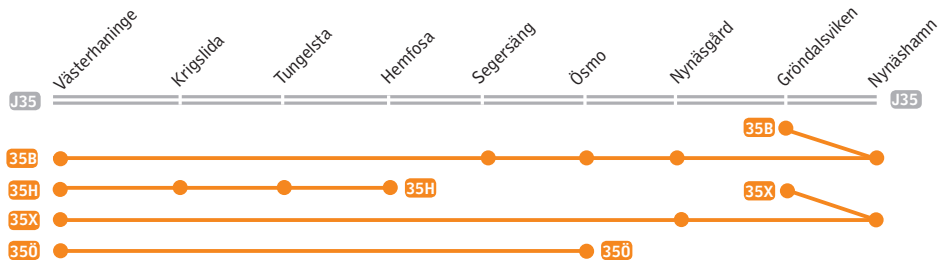 Västerhaninge
Krigslida
Tungelsta
Hemfosa
Segersäng
Ösmo
Nynäsgård
Gröndalsviken
Nynäshamn
J35
J35
35B
35B
35H
35H
35X
35X
35Ö
35Ö